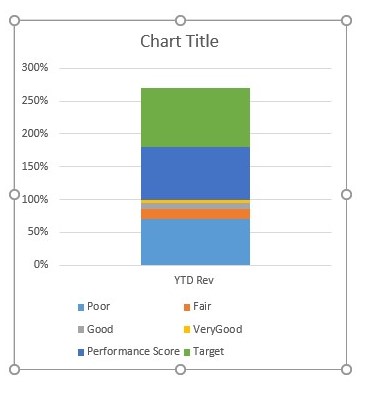 Chart Title
300%
250%
200%
150%
100%
50%
0%
YTD Rev
Poor Fair
Good VeryGood
Performance Score Target